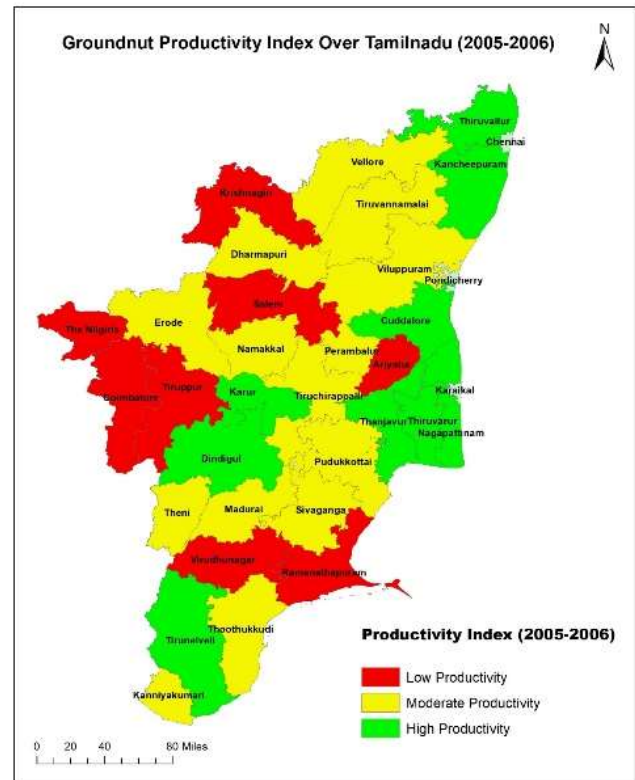 Groundnut Productivity Index Over Tamilnadu (2005-2006)
N
Thiruvallur
Chennai
Kancheepuram
Vellore
Krishnagiri
Tiruvannamalai
Dharmapuri
Viluppuram
Pondicherry
Salem
The Nilgiris
Erode
Cuddalore
Namakkal
Perambalur
Ariyalur
Coimbatore
Tiruppur
Karur
Tiruchirappalli
Karaikal
Thanjavur
Thiruvarur
Nagapattnam
Dindigul
Pudukkottai
Theni
Madurai
Sivaganga
Virudhunagar
Ramanathapuram
Thoothukkudi
Tirunelveli
Kanniyakumari
Productivity Index (2005-2006)
Low Productivity
Moderate Productivity
High Productivity
0 20 40 80 Miles